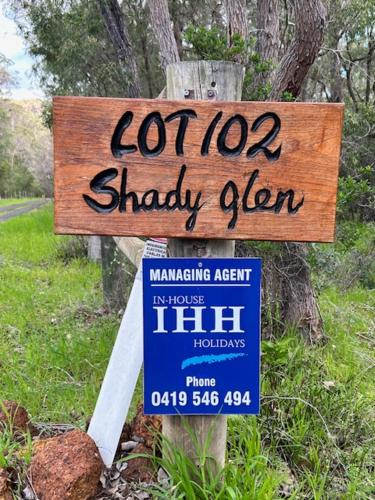 LOT 102
Shady Glen
MANAGING AGENT
IN-HOUSE
IHH
HOLIDAYS
Phone
0419 546 494